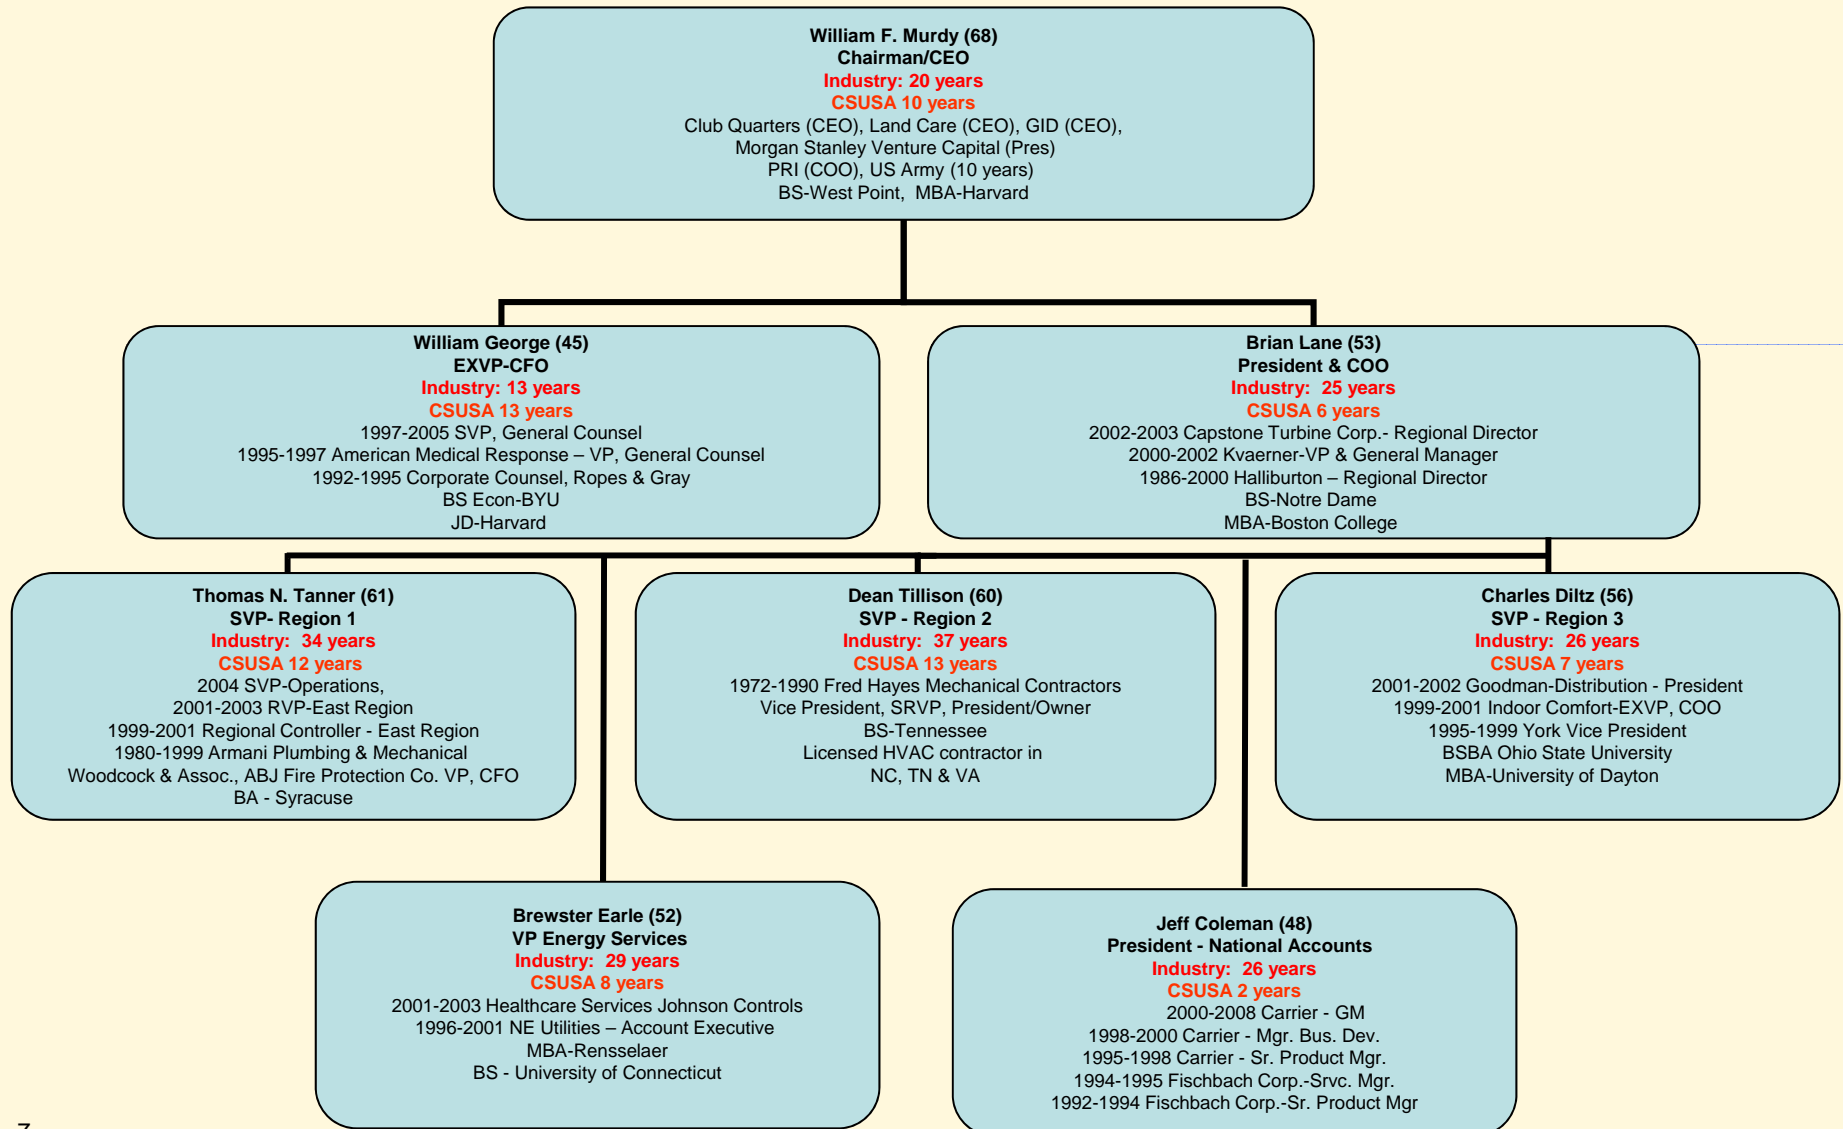 William F. Murdy (68)
Chairman/CEO
Industry: 20 years
CSUSA 10 years
Club Quarters (CEO), Land Care (CEO), GID (CEO),
Morgan Stanley Venture Capital (Pres)
PRI (COO), US Army (10 years)
BS-West Point, MBA-Harvard
William George (45)
EXVP-CFO
Industry: 13 years
CSUSA 13 years
1997-2005 SVP, General Counsel
1995-1997 American Medical Response – VP, General Counsel
1992-1995 Corporate Counsel, Ropes & Gray
BS Econ-BYU
JD-Harvard
Brian Lane (53)
President & COO
Industry: 25 years
CSUSA 6 years
2002-2003 Capstone Turbine Corp.- Regional Director
2000-2002 Kvaerner-VP & General Manager
1986-2000 Halliburton – Regional Director
BS-Notre Dame
MBA-Boston College
Thomas N. Tanner (61)
SVP- Region 1
Industry: 34 years
CSUSA 12 years
2004 SVP-Operations,
2001-2003 RVP-East Region
1999-2001 Regional Controller - East Region
1980-1999 Armani Plumbing & Mechanical
Woodcock & Assoc., ABJ Fire Protection Co. VP, CFO
BA - Syracuse
Dean Tillison (60)
SVP - Region 2
Industry: 37 years
CSUSA 13 years
1972-1990 Fred Hayes Mechanical Contractors
Vice President, SRVP, President/Owner
BS-Tennessee
Licensed HVAC contractor in
NC, TN & VA
Charles Diltz (56)
SVP - Region 3
Industry: 26 years
CSUSA 7 years
2001-2002 Goodman-Distribution - President
1999-2001 Indoor Comfort-EXVP, COO
1995-1999 York Vice President
BSBA Ohio State University
MBA-University of Dayton
Brewster Earle (52)
VP Energy Services
Industry: 29 years
CSUSA 8 years
2001-2003 Healthcare Services Johnson Controls
1996-2001 NE Utilities – Account Executive
MBA-Rensselaer
BS - University of Connecticut
Jeff Coleman (48)
President - National Accounts
Industry: 26 years
CSUSA 2 years
2000-2008 Carrier - GM
1998-2000 Carrier - Mgr. Bus. Dev.
1995-1998 Carrier - Sr. Product Mgr.
1994-1995 Fischbach Corp.-Srvc. Mgr.
1992-1994 Fischbach Corp.-Sr. Product Mgr